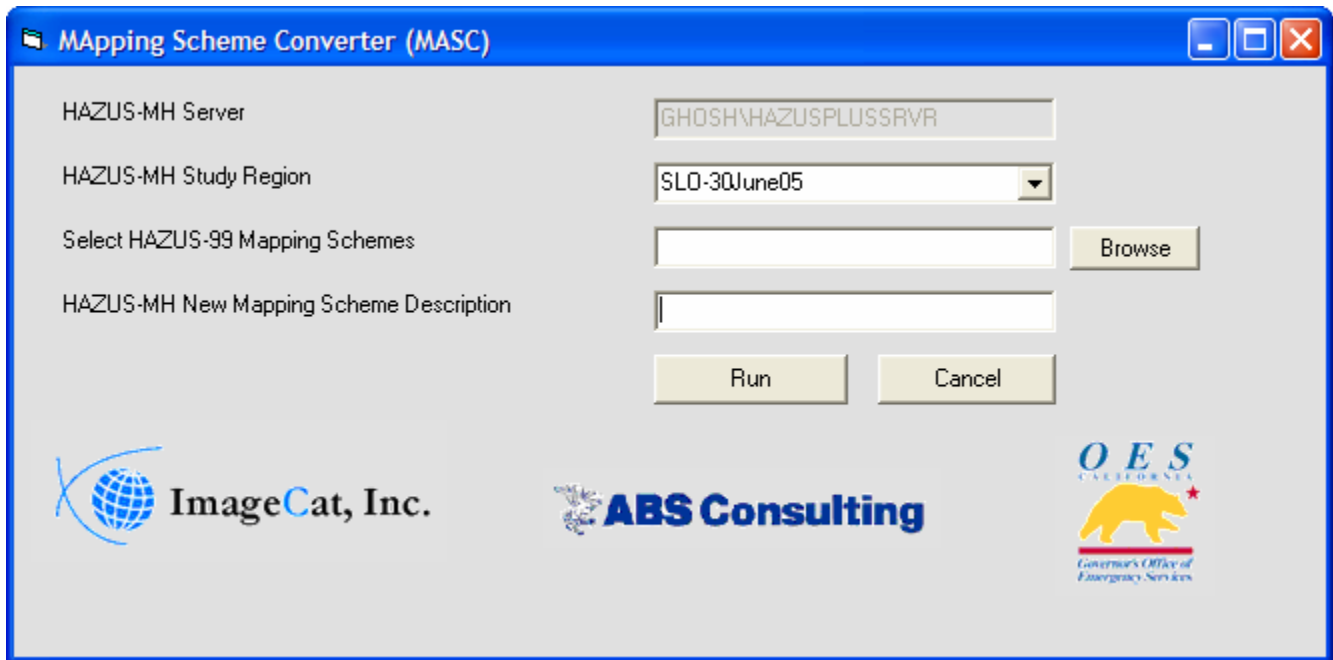 MApping Scheme Converter (MASC)
HAZUS-MH Server
GHOSH\HAZUSPLUSSRVR
HAZUS-MH Study Region
SLO-30June05
Select HAZUS-99 Mapping Schemes
Browse
HAZUS-MH New Mapping Scheme Description
Run
Cancel
ImageCat, Inc.
ABS Consulting
O E S
CALIFORNIA
Governor's Office of
Emergency Services